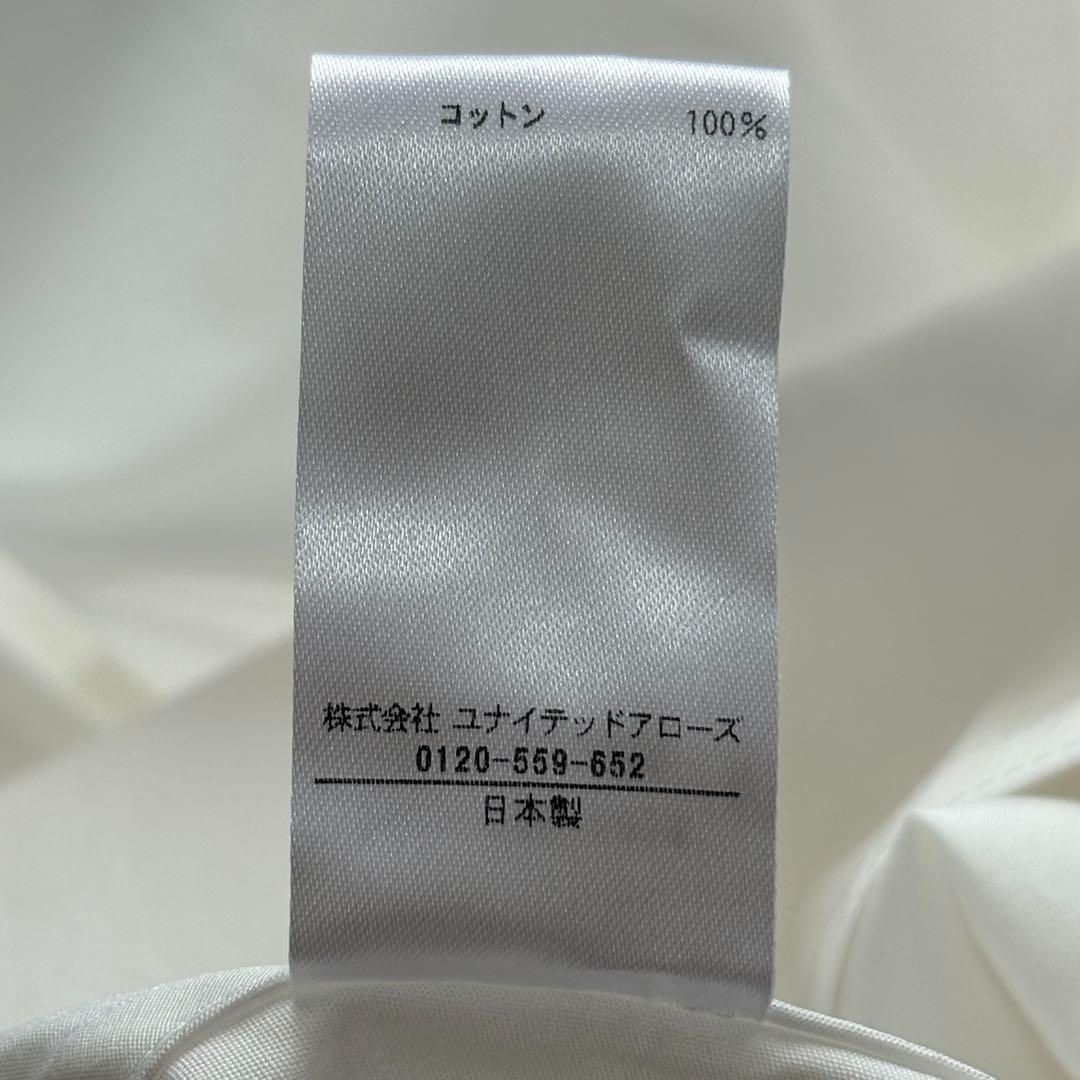 コットン 100%
株式会社 ユナイテッドアローズ
0120-559-652
日本製